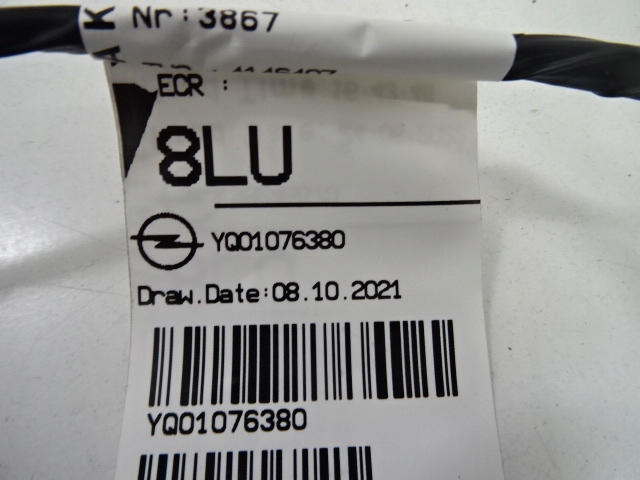 K Nr:3867
A
ECR :
8LU
YQ01076380
Draw.Date:08.10.2021
YQ01076380